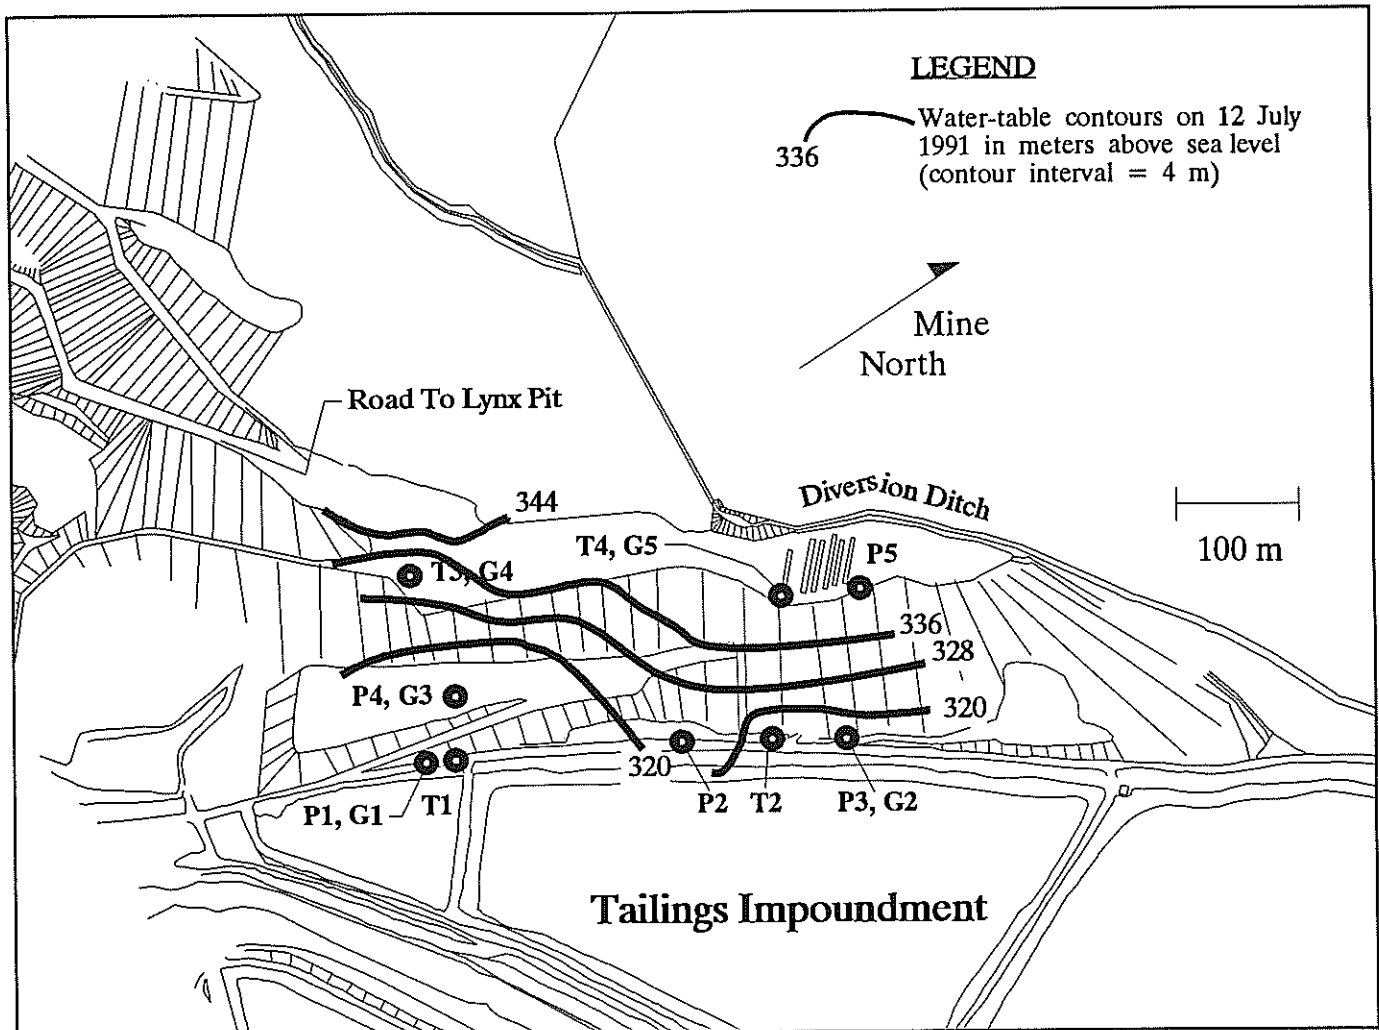 LEGEND
Water-table contours on 12 July
1991 in meters above sea level
(contour interval = 4 m)
336
Mine
North
Road To Lynx Pit
344
Diversion Ditch
100 m
T4, G5
P5
T3, G4
336
328
P4, G3
320
320
P1, G1
T1
P2
T2
P3, G2
Tailings Impoundment